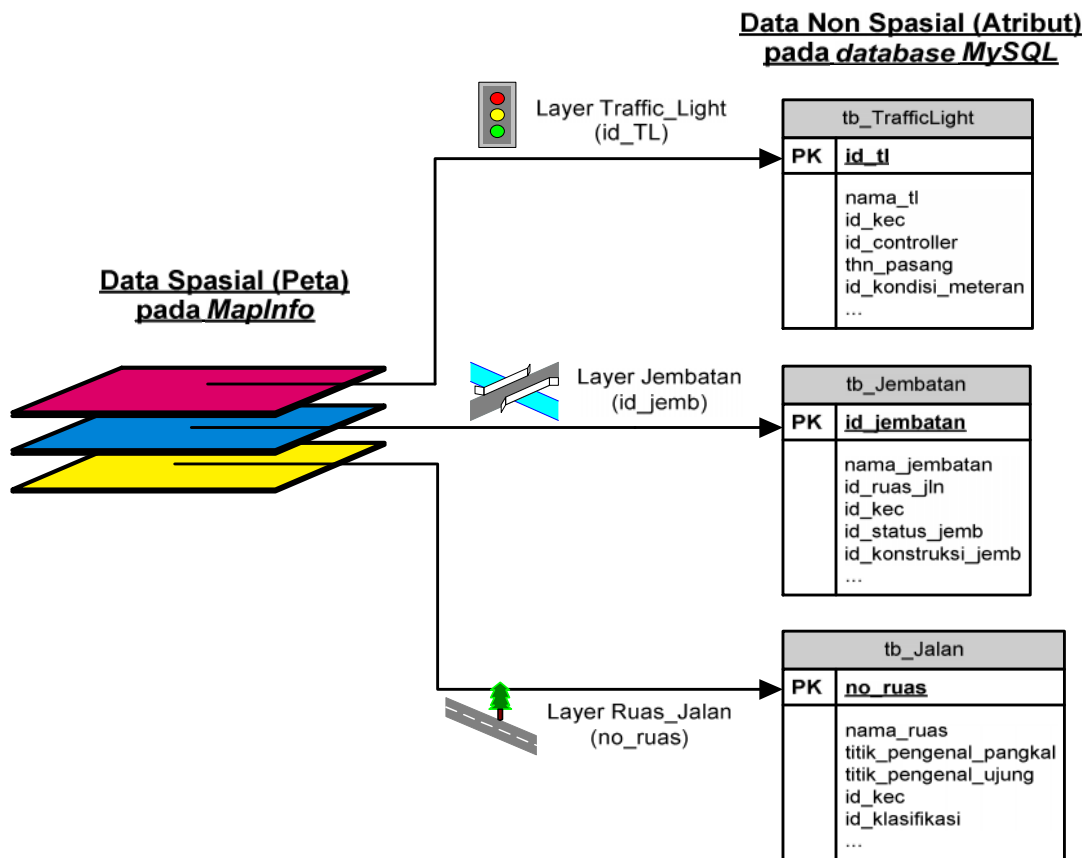 Data Non Spasial (Atribut)
pada database MySQL
Layer Traffic_Light
(id_TL)
tb_TrafficLight
PK id_tl
nama_tl
id_kec
id_controller
thn_pasang
id_kondisi_meteran
...
Data Spasial (Peta)
pada MapInfo
Layer Jembatan
(id_jemb)
tb_Jembatan
PK id_jembatan
nama_jembatan
id_ruas_jln
id_kec
id_status_jemb
id_konstruksi_jemb
...
Layer Ruas_Jalan
(no_ruas)
tb_Jalan
PK no_ruas
nama_ruas
titik_pengenal_pangkal
titik_pengenal_ujung
id_kec
id_klasifikasi
...